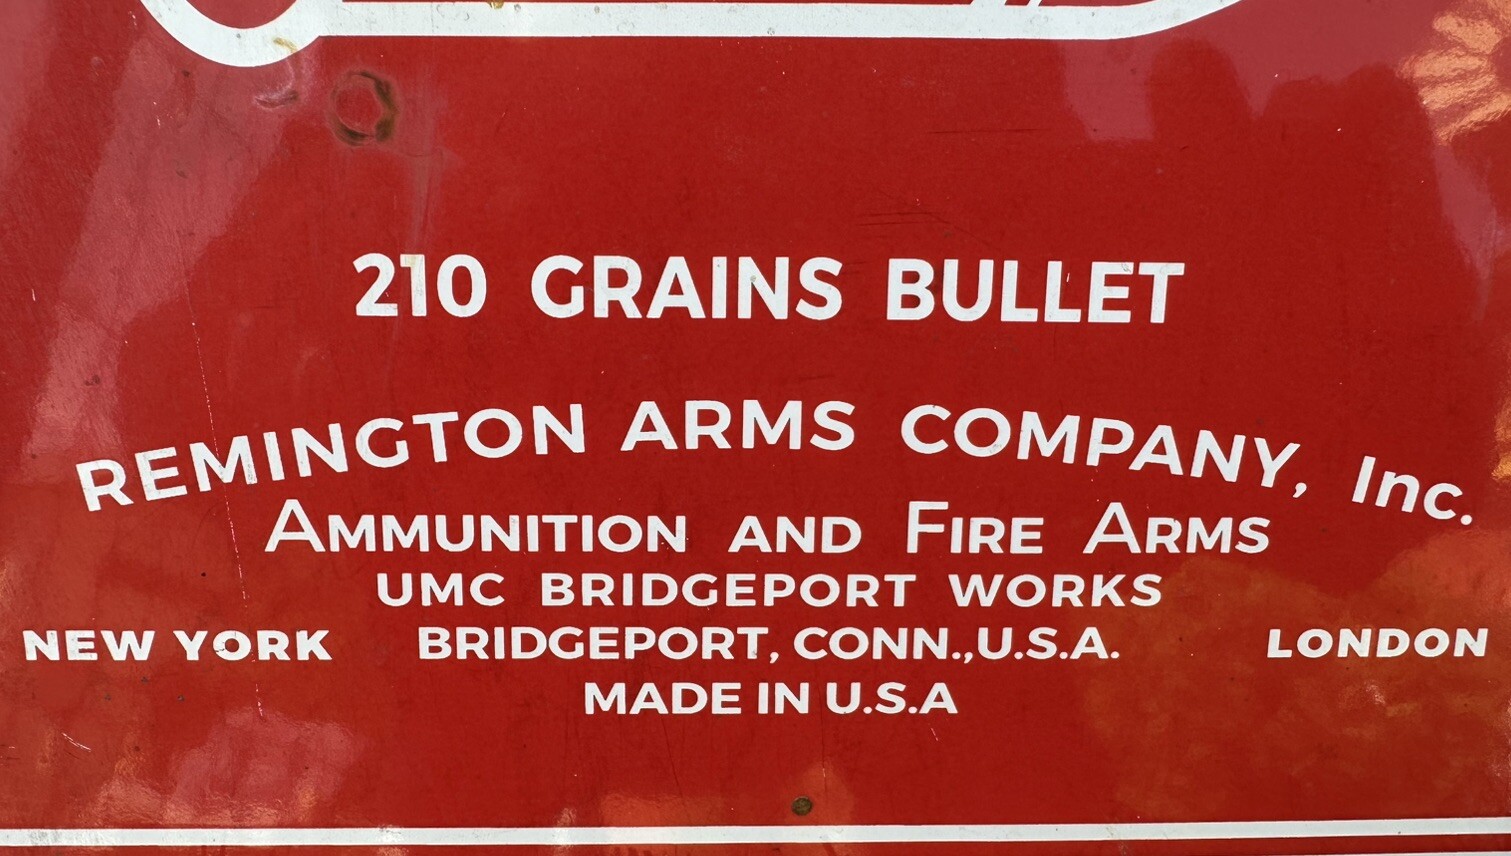 210 GRAINS BULLET
REMINGTON ARMS COMPANY, Inc.
AMMUNITION AND FIRE ARMS
UMC BRIDGEPORT WORKS
NEW YORK BRIDGEPORT, CONN.,U.S.A. LONDON
MADE IN U.S.A